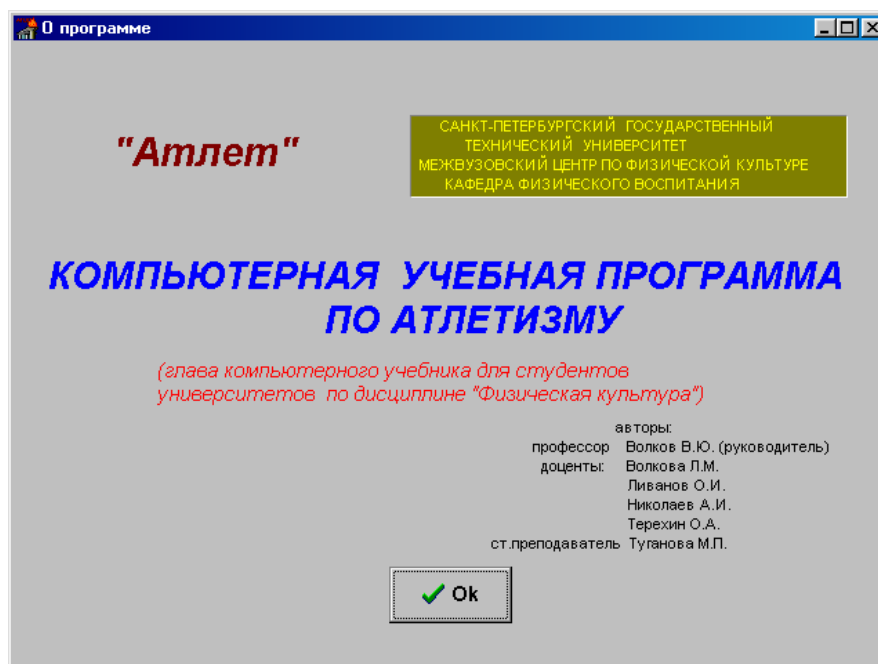 О программе
"Атлет"
САНКТ-ПЕТЕРБУРГСКИЙ ГОСУДАРСТВЕННЫЙ
ТЕХНИЧЕСКИЙ УНИВЕРСИТЕТ
МЕЖВУЗОВСКИЙ ЦЕНТР ПО ФИЗИЧЕСКОЙ КУЛЬТУРЕ
КАФЕДРА ФИЗИЧЕСКОГО ВОСПИТАНИЯ
КОМПЬЮТЕРНАЯ УЧЕБНАЯ ПРОГРАММА
ПО АТЛЕТИЗМУ
(глава компьютерного учебника для студентов
университетов по дисциплине "Физическая культура")
авторы:
профессор Волков В.Ю. (руководитель)
доценты: Волкова Л.М.
Ливанов О.И.
Николаев А.И.
Терехин О.А.
ст.преподаватель Туганова М.П.
Ok